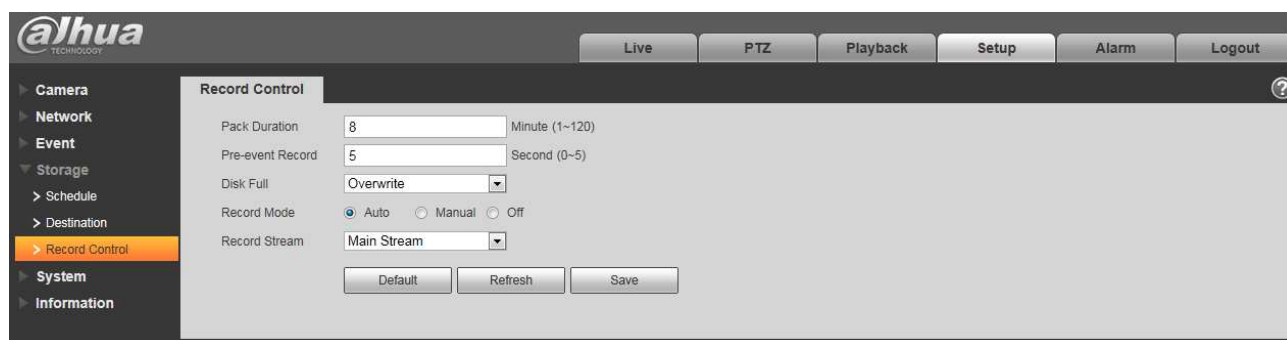 alhua
TECHNOLOGY
Live PTZ Playback Setup Alarm Logout
Camera
Network
Event
Storage
> Schedule
> Destination
> Record Control
System
Information
Record Control ?
Pack Duration 8 Minute (1~120)
Pre-event Record 5 Second (0~5)
Disk Full Overwrite
Record Mode Auto Manual Off
Record Stream Main Stream
Default Refresh Save